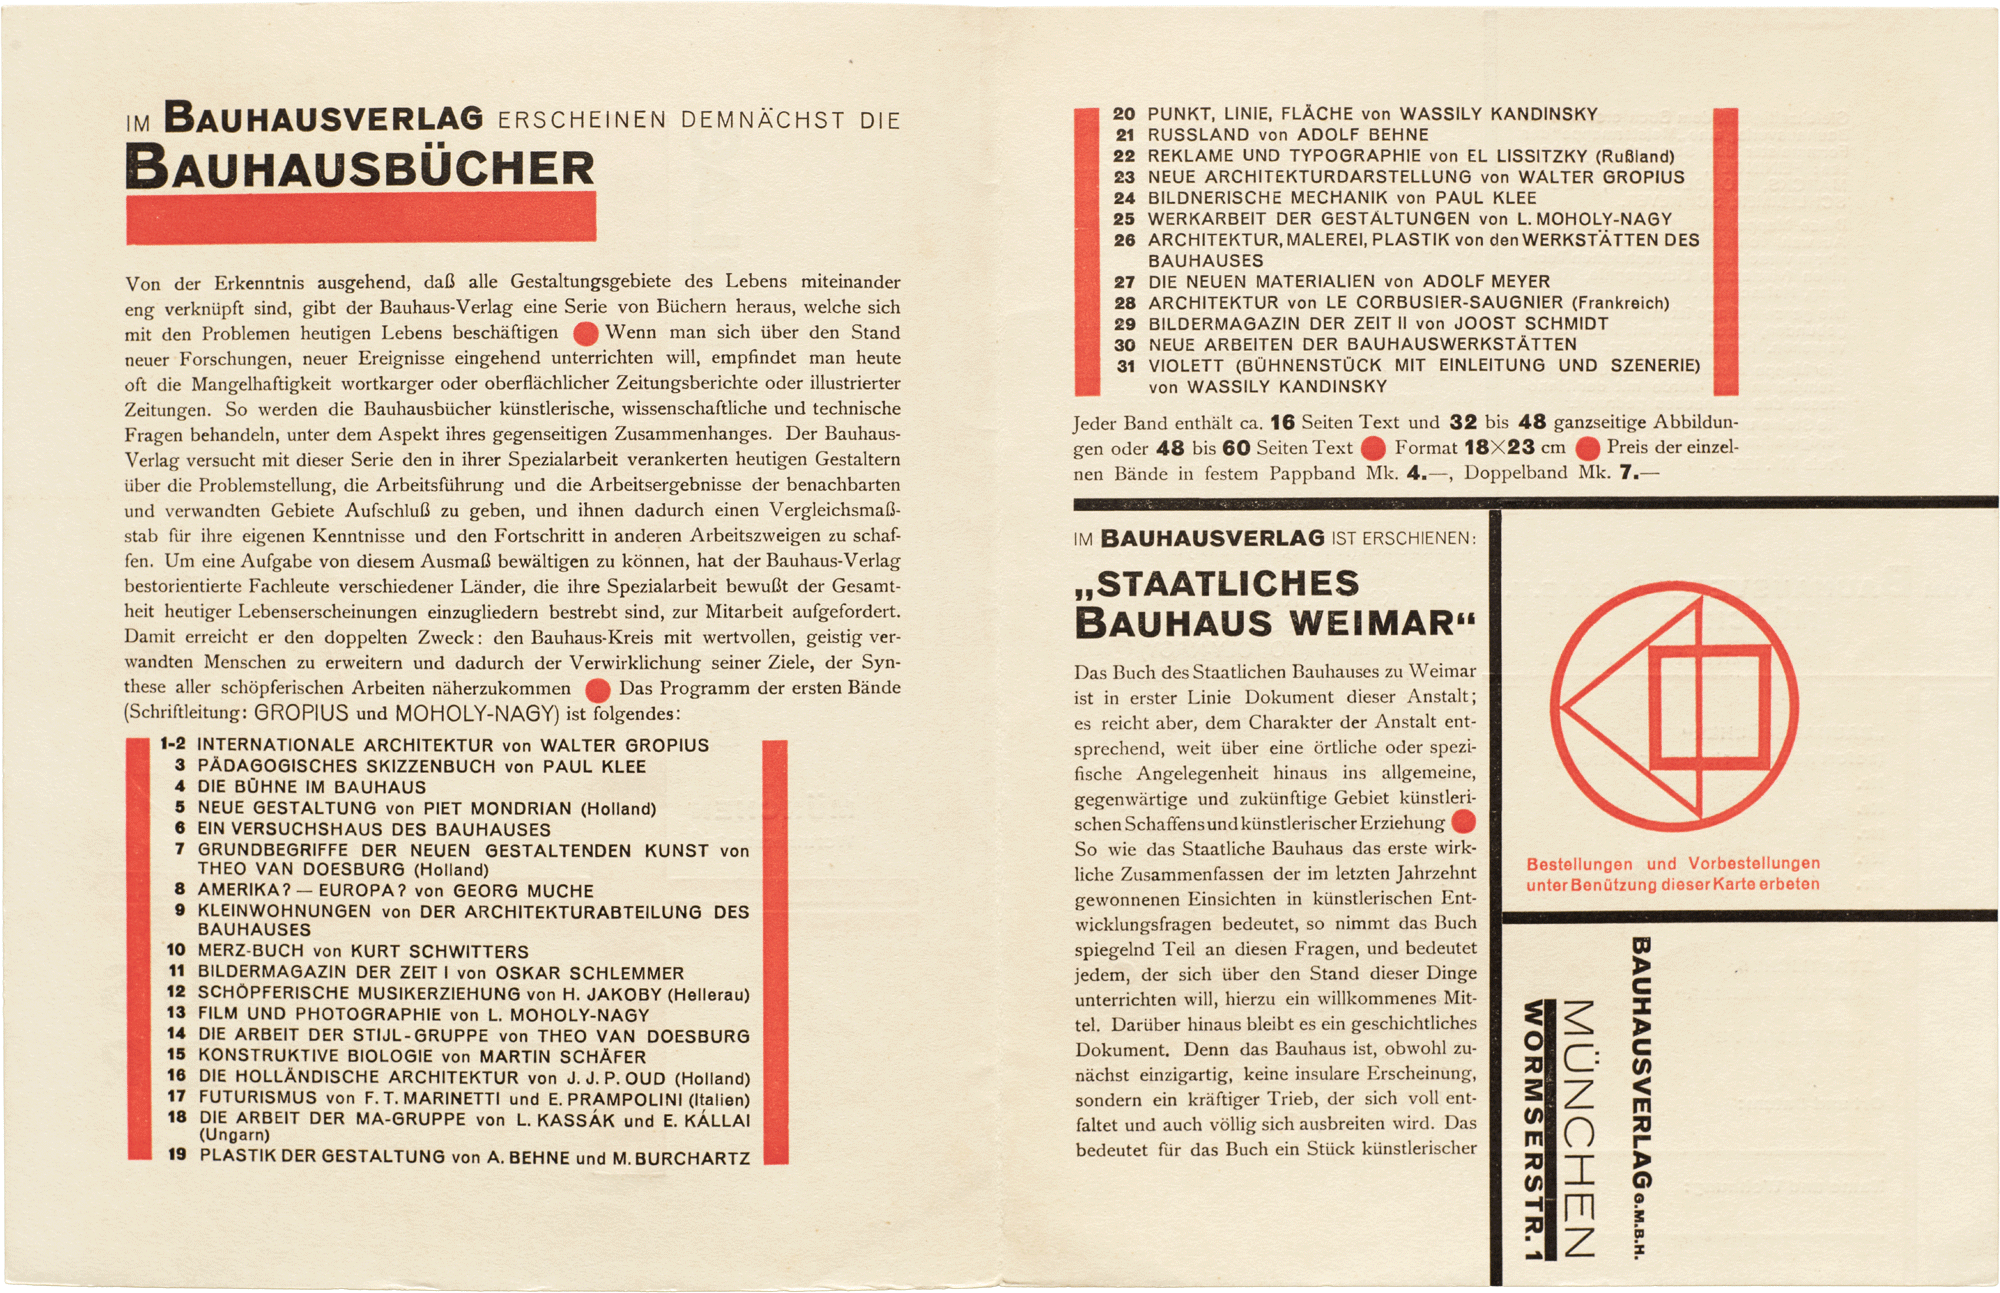 IM BAUHAUSVERLAG ERSCHEINEN DEMNÄCHST DIE
BAUHAUSBÜCHER
Von der Erkenntnis ausgehend, daß alle Gestaltungsgebiete des Lebens miteinander
eng verknüpft sind, gibt der Bauhaus-Verlag eine Serie von Büchern heraus, welche sich
mit den Problemen heutigen Lebens beschäftigen ● Wenn man sich über den Stand
neuer Forschungen, neuer Ereignisse eingehend unterrichten will, empfindet man heute
oft die Mangelhaftigkeit wortkarger oder oberflächlicher Zeitungsberichte oder illustrierter
Zeitungen. So werden die Bauhausbücher künstlerische, wissenschaftliche und technische
Fragen behandeln, unter dem Aspekt ihres gegenseitigen Zusammenhanges. Der Bauhaus-
Verlag versucht mit dieser Serie den in ihrer Spezialarbeit verankerten heutigen Gestaltern
über die Problemstellung, die Arbeitsführung und die Arbeitsergebnisse der benachbarten
und verwandten Gebiete Aufschluß zu geben, und ihnen dadurch einen Vergleichsmaß-
stab für ihre eigenen Kenntnisse und den Fortschritt in anderen Arbeitszweigen zu schaf-
fen. Um eine Aufgabe von diesem Ausmaß bewältigen zu können, hat der Bauhaus-Verlag
bestorientierte Fachleute verschiedener Länder, die ihre Spezialarbeit bewußt der Gesamt-
heit heutiger Lebenserscheinungen einzugliedern bestrebt sind, zur Mitarbeit aufgefordert.
Damit erreicht er den doppelten Zweck: den Bauhaus-Kreis mit wertvollen, geistig ver-
wandten Menschen zu erweitern und dadurch der Verwirklichung seiner Ziele, der Syn-
these aller schöpferischen Arbeiten näherzukommen ● Das Programm der ersten Bände
(Schriftleitung: GROPIUS und MOHOLY-NAGY) ist folgendes:
1-2 INTERNATIONALE ARCHITEKTUR von WALTER GROPIUS
3 PÄDAGOGISCHES SKIZZENBUCH von PAUL KLEE
4 DIE BÜHNE IM BAUHAUS
5 NEUE GESTALTUNG von PIET MONDRIAN (Holland)
6 EIN VERSUCHSHAUS DES BAUHAUSES
7 GRUNDBEGRIFFE DER NEUEN GESTALTENDEN KUNST von
THEO VAN DOESBURG (Holland)
8 AMERIKA? — EUROPA? von GEORG MUCHE
9 KLEINWOHNUNGEN von DER ARCHITEKTURABTEILUNG DES
BAUHAUSES
10 MERZ-BUCH von KURT SCHWITTERS
11 BILDERMAGAZIN DER ZEIT I von OSKAR SCHLEMMER
12 SCHÖPFERISCHE MUSIKERZIEHUNG von H. JAKOBY (Hellerau)
13 FILM UND PHOTOGRAPHIE von L. MOHOLY-NAGY
14 DIE ARBEIT DER STIJL-GRUPPE von THEO VAN DOESBURG
15 KONSTRUKTIVE BIOLOGIE von MARTIN SCHÄFER
16 DIE HOLLÄNDISCHE ARCHITEKTUR von J. J. P. OUD (Holland)
17 FUTURISMUS von F. T. MARINETTI und E. PRAMPOLINI (Italien)
18 DIE ARBEIT DER MA-GRUPPE von L. KASSÁK und E. KÁLLAI
(Ungarn)
19 PLASTIK DER GESTALTUNG von A. BEHNE und M. BURCHARTZ
20 PUNKT, LINIE, FLÄCHE von WASSILY KANDINSKY
21 RUSSLAND von ADOLF BEHNE
22 REKLAME UND TYPOGRAPHIE von EL LISSITZKY (Rußland)
23 NEUE ARCHITEKTURDARSTELLUNG von WALTER GROPIUS
24 BILDNERISCHE MECHANIK von PAUL KLEE
25 WERKARBEIT DER GESTALTUNGEN von L. MOHOLY-NAGY
26 ARCHITEKTUR, MALEREI, PLASTIK von den WERKSTÄTTEN DES
BAUHAUSES
27 DIE NEUEN MATERIALIEN von ADOLF MEYER
28 ARCHITEKTUR von LE CORBUSIER-SAUGNIER (Frankreich)
29 BILDERMAGAZIN DER ZEIT II von JOOST SCHMIDT
30 NEUE ARBEITEN DER BAUHAUSWERKSTÄTTEN
31 VIOLETT (BÜHNENSTÜCK MIT EINLEITUNG UND SZENERIE)
von WASSILY KANDINSKY
Jeder Band enthält ca. 16 Seiten Text und 32 bis 48 ganzseitige Abbildun-
gen oder 48 bis 60 Seiten Text ● Format 18×23 cm ● Preis der einzel-
nen Bände in festem Pappband Mk. 4.—, Doppelband Mk. 7.—
IM BAUHAUSVERLAG IST ERSCHIENEN:
„STAATLICHES
BAUHAUS WEIMAR“
Das Buch des Staatlichen Bauhauses zu Weimar
ist in erster Linie Dokument dieser Anstalt;
es reicht aber, dem Charakter der Anstalt ent-
sprechend, weit über eine örtliche oder spezi-
fische Angelegenheit hinaus ins allgemeine,
gegenwärtige und zukünftige Gebiet künstleri-
schen Schaffens und künstlerischer Erziehung ●
So wie das Staatliche Bauhaus das erste wirk-
liche Zusammenfassen der im letzten Jahrzehnt
gewonnenen Einsichten in künstlerischen Ent-
wicklungsfragen bedeutet, so nimmt das Buch
spiegelnd Teil an diesen Fragen, und bedeutet
jedem, der sich über den Stand dieser Dinge
unterrichten will, hierzu ein willkommenes Mit-
tel. Darüber hinaus bleibt es ein geschichtliches
Dokument. Denn das Bauhaus ist, obwohl zu-
nächst einzigartig, keine insulare Erscheinung,
sondern ein kräftiger Trieb, der sich voll ent-
faltet und auch völlig sich ausbreiten wird. Das
bedeutet für das Buch ein Stück künstlerischer
Bestellungen und Vorbestellungen
unter Benützung dieser Karte erbeten
BAUHAUSVERLAG G.M.B.H.
MÜNCHEN
WORMSERSTR. 1